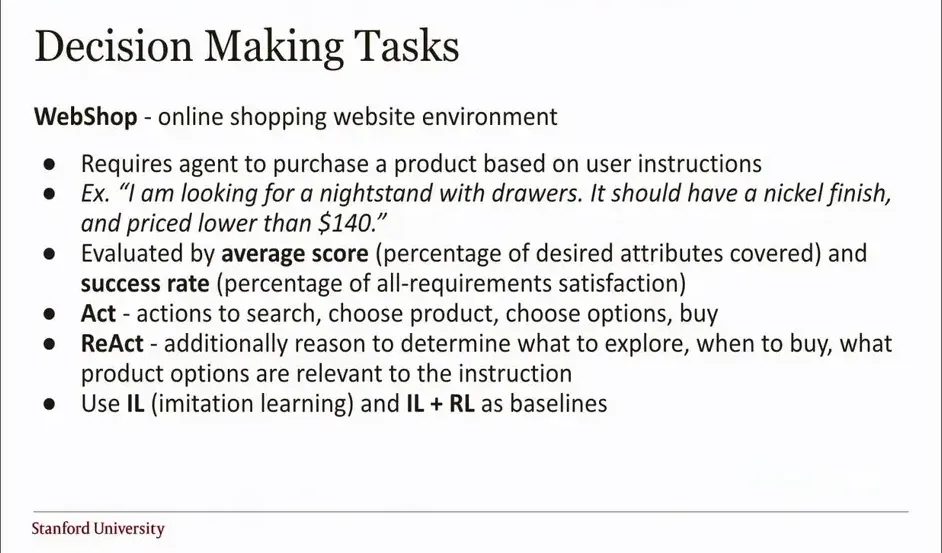 Decision Making Tasks
WebShop - online shopping website environment
● Requires agent to purchase a product based on user instructions
● Ex. “I am looking for a nightstand with drawers. It should have a nickel finish,
and priced lower than $140.”
● Evaluated by average score (percentage of desired attributes covered) and
success rate (percentage of all-requirements satisfaction)
● Act - actions to search, choose product, choose options, buy
● ReAct - additionally reason to determine what to explore, when to buy, what
product options are relevant to the instruction
● Use IL (imitation learning) and IL + RL as baselines
Stanford University